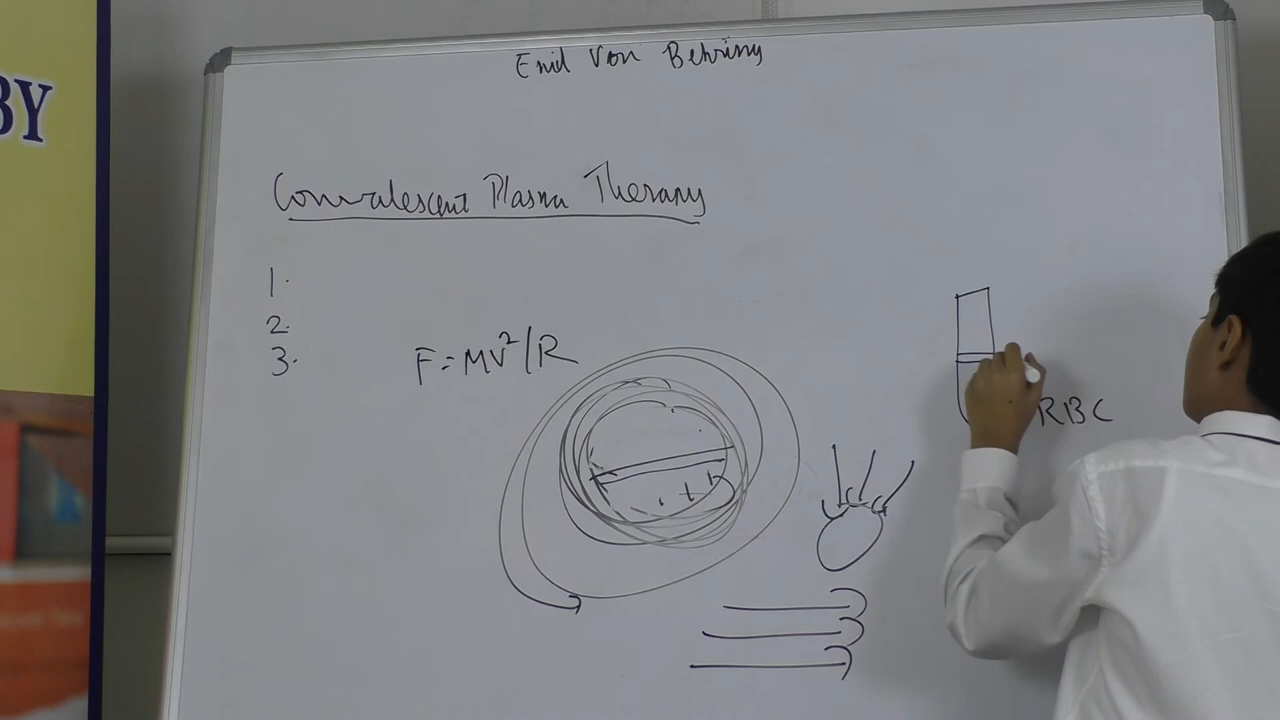 BY
Emil Von Behring
Convalescent Plasma Therapy
1.
2.
3.
F=MV²/R
RBC